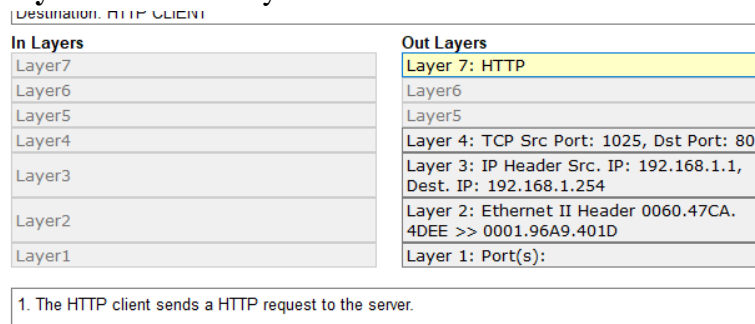 Destination: HTTP CLIENT
In Layers
Out Layers
Layer7
Layer 7: HTTP
Layer6
Layer6
Layer5
Layer5
Layer4
Layer 4: TCP Src Port: 1025, Dst Port: 80
Layer3
Layer 3: IP Header Src. IP: 192.168.1.1,
Dest. IP: 192.168.1.254
Layer2
Layer 2: Ethernet II Header 0060.47CA.
4DEE >> 0001.96A9.401D
Layer1
Layer 1: Port(s):
1. The HTTP client sends a HTTP request to the server.